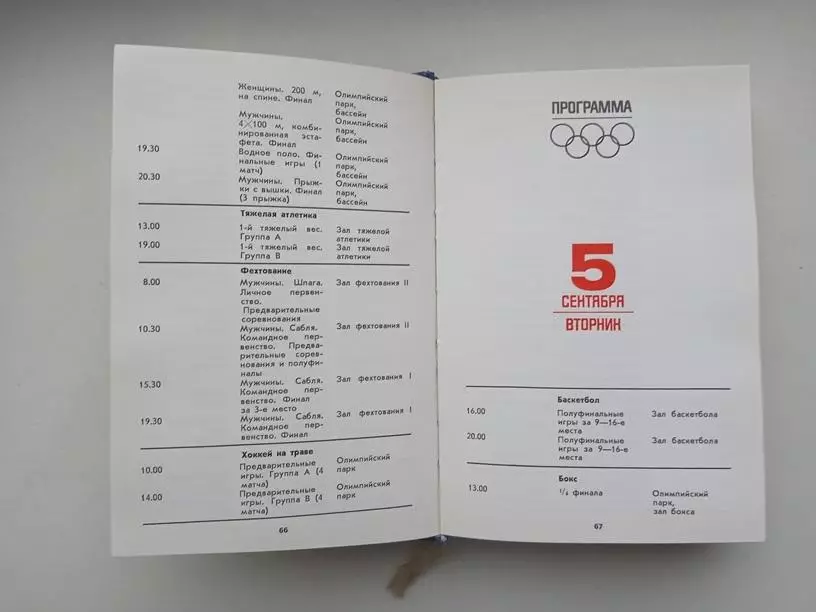 Женщины. 200 м, Олимпийский
на спине. Финал парк,
бассейн
Мужчины. Олимпийский
4×100 м, комби- парк,
нированная эста- бассейн
фета. Финал
19.30 Водное поло. Фи- Олимпийский
нальные игры (1 парк,
матч) бассейн
20.30 Мужчины. Прыж- Олимпийский
ки с вышки. Финал парк,
(3 прыжка) бассейн
Тяжелая атлетика
13.00 1-й тяжелый вес. Зал тяжелой
Группа А атлетики
19.00 1-й тяжелый вес. Зал тяжелой
Группа В атлетики
Фехтование
8.00 Мужчины. Шпага. Зал фехтования II
Личное первен-
ство.
Предварительные
соревнования
10.30 Мужчины. Сабля. Зал фехтования II
Командное пер-
венство. Предва-
рительные сорев-
нования и полуфи-
налы
15.30 Мужчины. Сабля. Зал фехтования I
Командное пер-
венство. Финал
за 3-е место
19.30 Мужчины. Сабля. Зал фехтования I
Командное пер-
венство. Финал
Хоккей на траве
10.00 Предварительные Олимпийский
игры. Группа А (4 парк
матча)
14.00 Предварительные Олимпийский
игры. Группа В (4 парк
матча)
66
ПРОГРАММА
5
СЕНТЯБРЯ
ВТОРНИК
Баскетбол
16.00 Полуфинальные Зал баскетбола
игры за 9—16-е
места
20.00 Полуфинальные Зал баскетбола
игры за 9—16-е
места
Бокс
13.00 1/4 финала Олимпийский
парк,
зал бокса
67